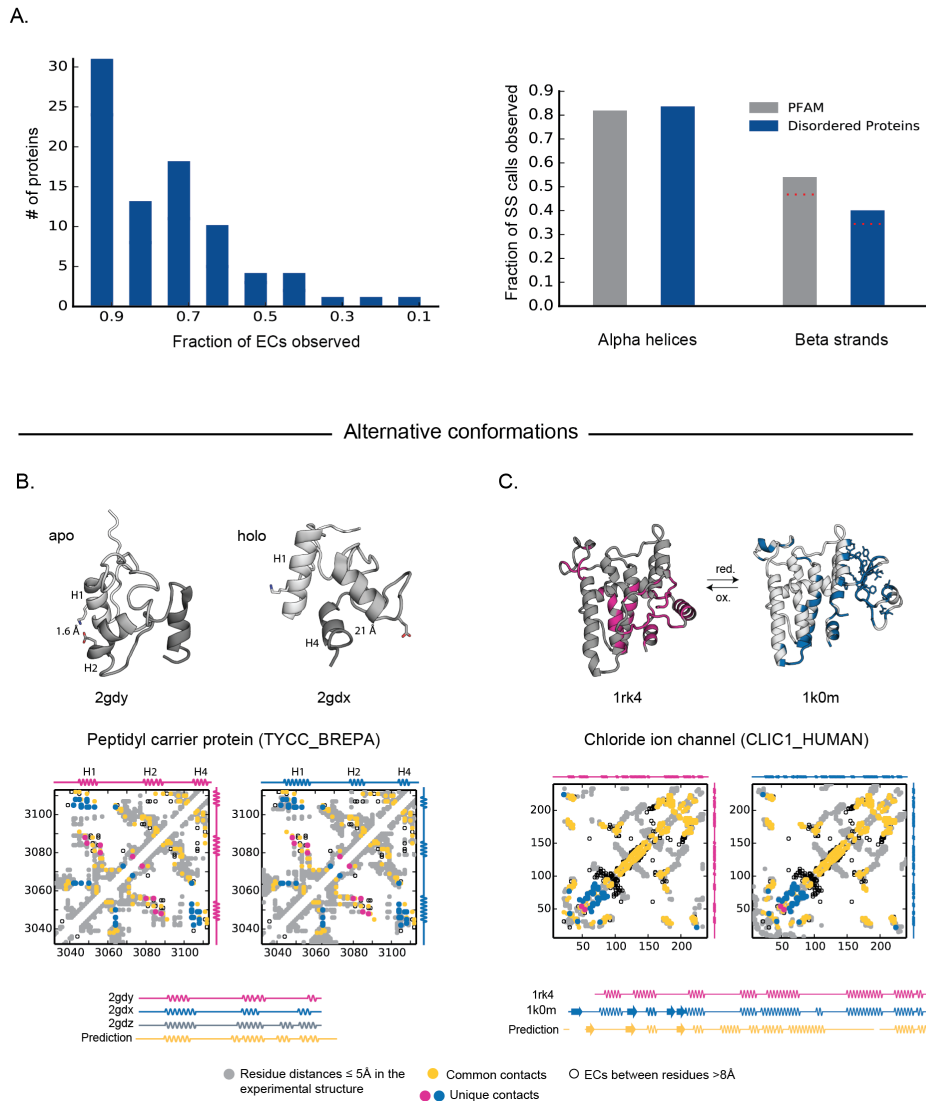 A.
30
25
20
15
10
5
0
# of proteins
0.9
0.7
0.5
0.3
0.1
Fraction of ECs observed
0.9
0.8
0.7
0.6
0.5
0.4
0.3
0.2
0.1
0.0
Fraction of SS calls observed
PFAM
Disordered Proteins
Alpha helices
Beta strands
Alternative conformations
B.
apo
holo
H1
1.6 Å
H2
H1
H4
21 Å
2gdy
2gdx
Peptidyl carrier protein (TYCC_BREPA)
H1
H2
H4
H1
H2
H4
3100
3080
3060
3040
3040
3060
3080
3100
3040
3060
3080
3100
2gdy
2gdx
2gdz
Prediction
C.
red.
ox.
1rk4
1k0m
Chloride ion channel (CLIC1_HUMAN)
200
150
100
50
50
100
150
200
200
150
100
50
50
100
150
200
1rk4
1k0m
Prediction
Residue distances ≤ 5Å in the
experimental structure
Common contacts
Unique contacts
ECs between residues >8Å